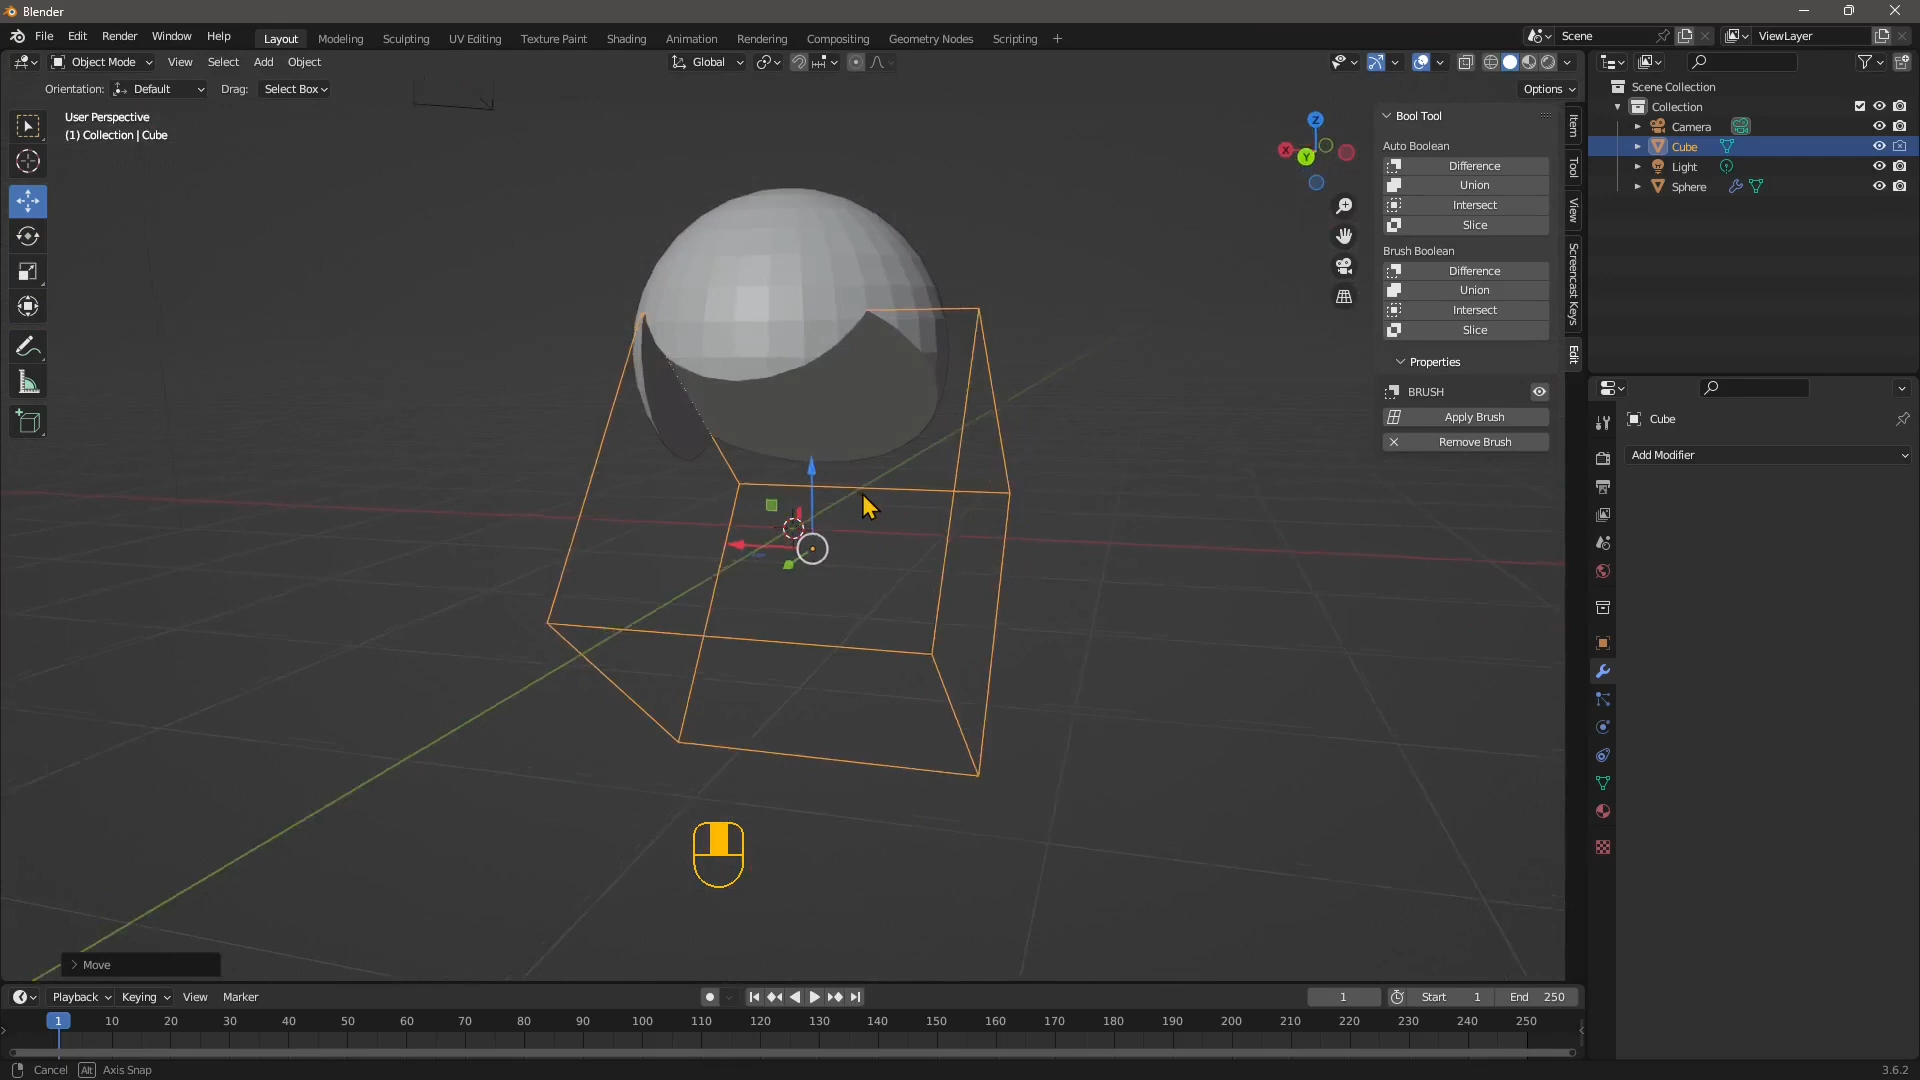 Blender
File Edit Render Window Help
Layout Modeling Sculpting UV Editing Texture Paint Shading Animation Rendering Compositing Geometry Nodes Scripting +
Scene
ViewLayer
Object Mode View Select Add Object
Global
Orientation: Default Drag: Select Box
Options
User Perspective
(1) Collection | Cube
Z
X
Y
Bool Tool
Auto Boolean
Difference
Union
Intersect
Slice
Brush Boolean
Difference
Union
Intersect
Slice
Properties
BRUSH
Apply Brush
Remove Brush
Item
Tool
View
Screencast Keys
Edit
Scene Collection
Collection
Camera
Cube
Light
Sphere
Cube
Add Modifier
Move
Playback Keying View Marker
1
Start 1
End 250
1 10 20 30 40 50 60 70 80 90 100 110 120 130 140 150 160 170 180 190 200 210 220 230 240 250
Cancel Alt Axis Snap
3.6.2